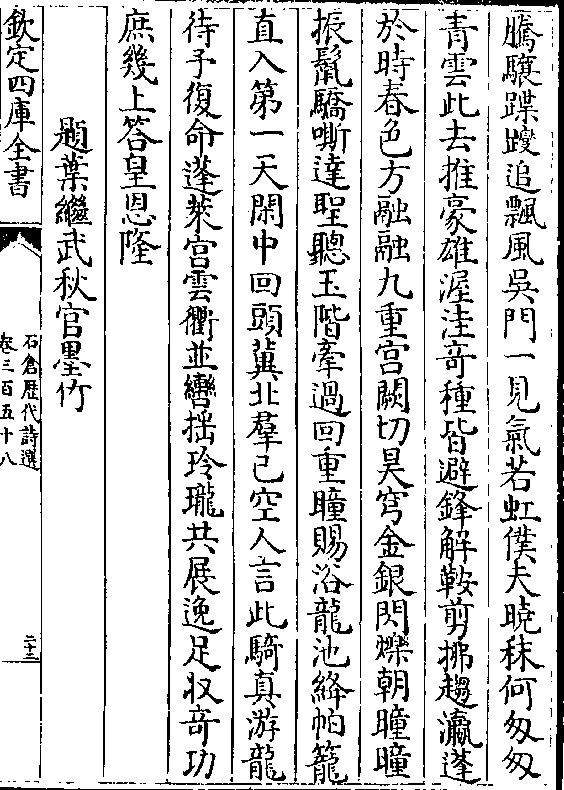 騰驤蹀躞追飄風吳門一見氣若虹僕夫曉秣何匆匆
青雲此去推豪雄渥洼奇種皆避鋒解鞍剪拂趨瀛蓬
於時春色方融融九重宫闕切昊穹金銀閃爍朝曈曈
振鬣驕嘶達聖聽玉階牽過回重瞳賜浴龍池絳帕籠
直入第一天閑中回頭冀北羣已空人言此騎真游龍
待予復命蓬萊宫雲衢並轡搖玲瓏共展逸足收奇功
庶幾上答皇恩隆
題葉繼武秋官墨竹
欽定四庫全書
石倉歷代詩選
卷三百五十八
二十三